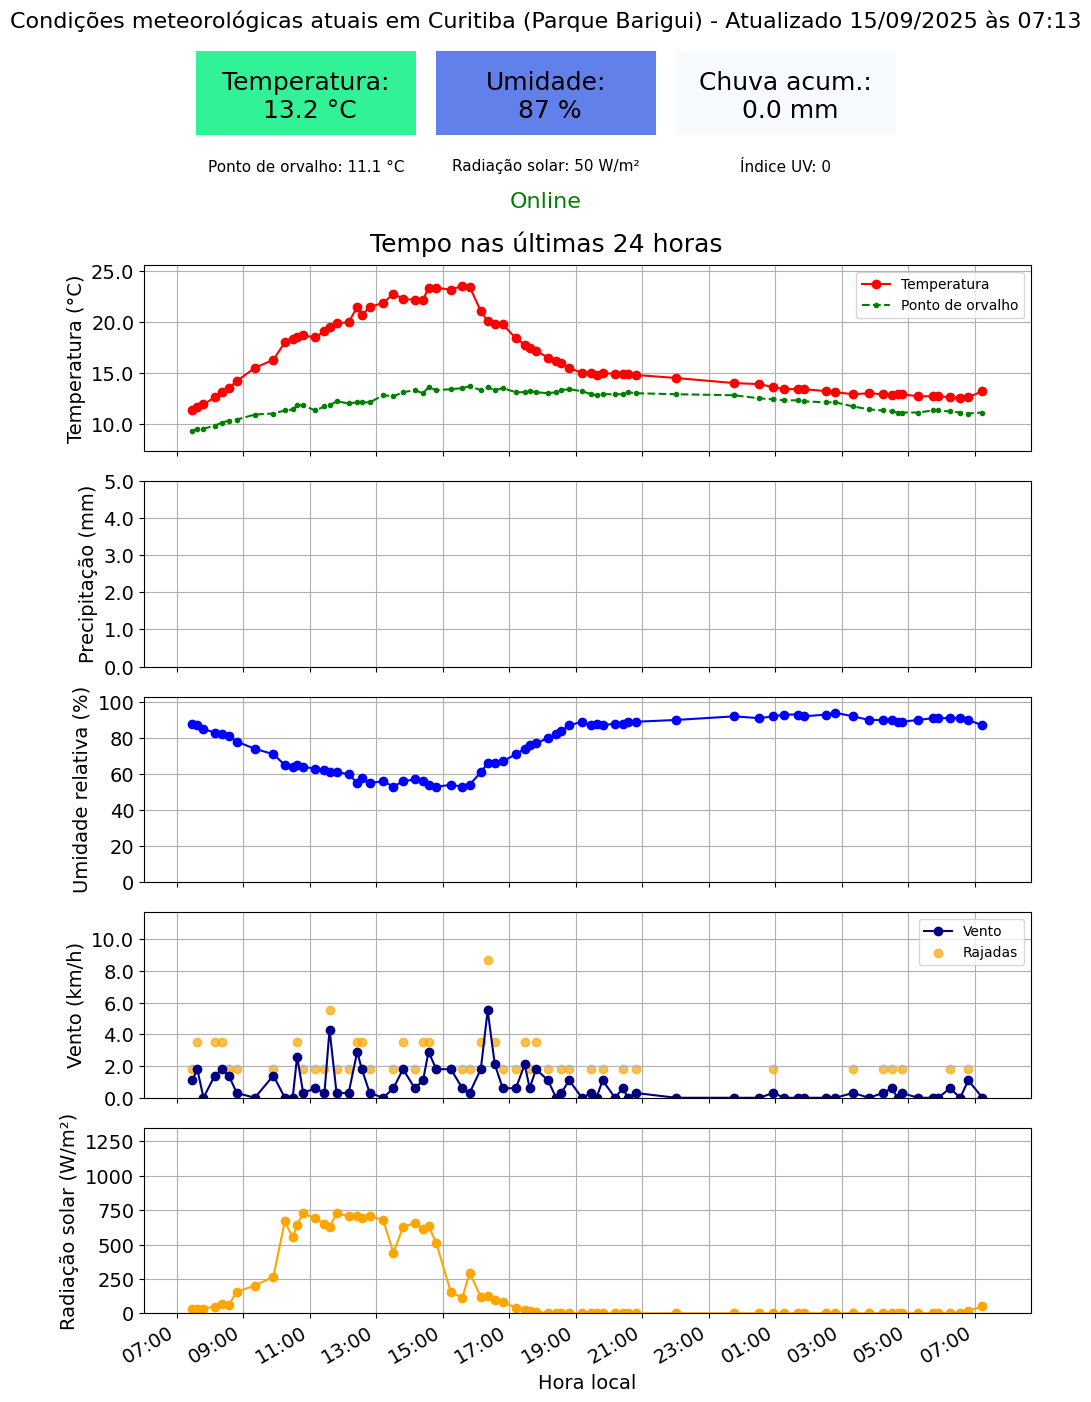 Condições meteorológicas atuais em Curitiba (Parque Barigui) - Atualizado 15/09/2025 às 07:13
Temperatura:
13.2 °C
Umidade:
87 %
Chuva acum.:
0.0 mm
Ponto de orvalho: 11.1 °C
Radiação solar: 50 W/m²
Índice UV: 0
Online
Tempo nas últimas 24 horas
Temperatura (°C)
25.0
20.0
15.0
10.0
Temperatura
Ponto de orvalho
Precipitação (mm)
5.0
4.0
3.0
2.0
1.0
0.0
Umidade relativa (%)
100
80
60
40
20
0
Vento (km/h)
10.0
8.0
6.0
4.0
2.0
0.0
Vento
Rajadas
Radiação solar (W/m²)
1250
1000
750
500
250
0
07:00
09:00
11:00
13:00
15:00
17:00
19:00
21:00
23:00
01:00
03:00
05:00
07:00
Hora local